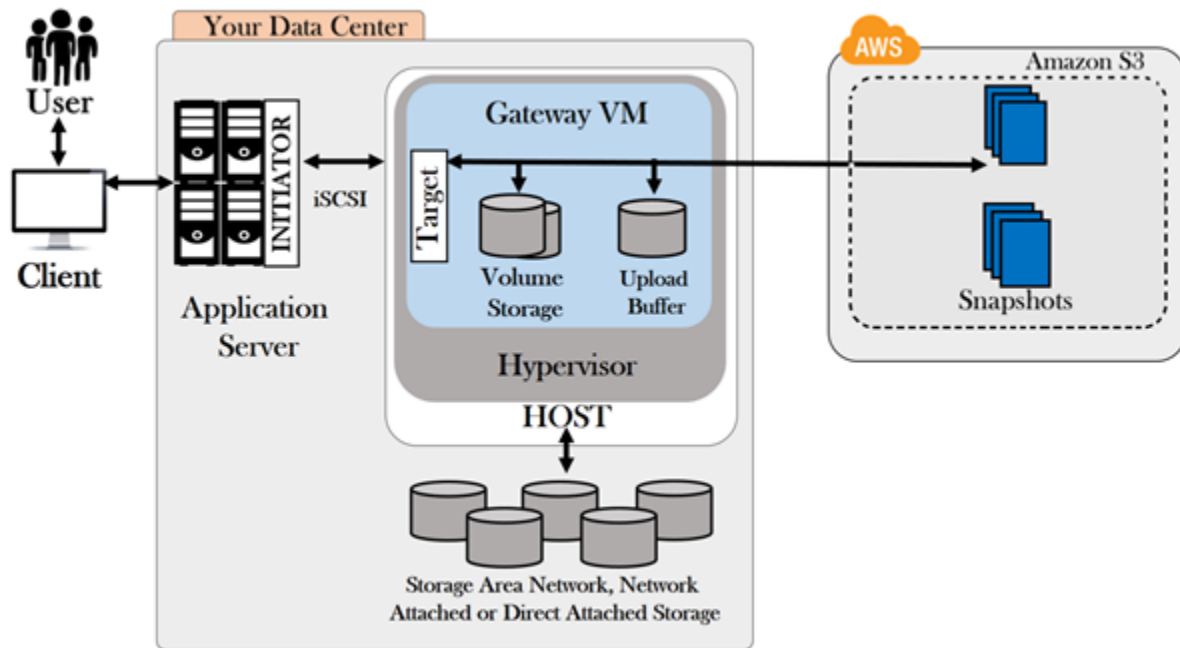 Your Data Center
AWS
Amazon S3
User
Gateway VM
INITIATOR
iSCSI
Target
Client
Volume
Storage
Upload
Buffer
Snapshots
Application
Server
Hypervisor
HOST
Storage Area Network, Network
Attached or Direct Attached Storage